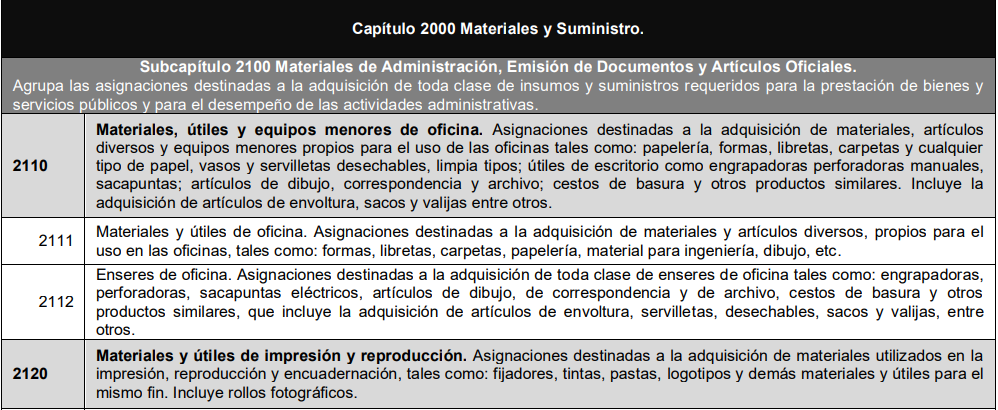 Capítulo 2000 Materiales y Suministro.
Subcapítulo 2100 Materiales de Administración, Emisión de Documentos y Artículos Oficiales.
Agrupa las asignaciones destinadas a la adquisición de toda clase de insumos y suministros requeridos para la prestación de bienes y
servicios públicos y para el desempeño de las actividades administrativas.
2110
Materiales, útiles y equipos menores de oficina. Asignaciones destinadas a la adquisición de materiales, artículos
diversos y equipos menores propios para el uso de las oficinas tales como: papelería, formas, libretas, carpetas y cualquier
tipo de papel, vasos y servilletas desechables, limpia tipos; útiles de escritorio como engrapadoras perforadoras manuales,
sacapuntas; artículos de dibujo, correspondencia y archivo; cestos de basura y otros productos similares. Incluye la
adquisición de artículos de envoltura, sacos y valijas entre otros.
2111
Materiales y útiles de oficina. Asignaciones destinadas a la adquisición de materiales y artículos diversos, propios para el
uso en las oficinas, tales como: formas, libretas, carpetas, papelería, material para ingeniería, dibujo, etc.
2112
Enseres de oficina. Asignaciones destinadas a la adquisición de toda clase de enseres de oficina tales como: engrapadoras,
perforadoras, sacapuntas eléctricos, artículos de dibujo, de correspondencia y de archivo, cestos de basura y otros
productos similares, que incluye la adquisición de artículos de envoltura, servilletas, desechables, sacos y valijas, entre
otros.
2120
Materiales y útiles de impresión y reproducción. Asignaciones destinadas a la adquisición de materiales utilizados en la
impresión, reproducción y encuadernación, tales como: fijadores, tintas, pastas, logotipos y demás materiales y útiles para el
mismo fin. Incluye rollos fotográficos.